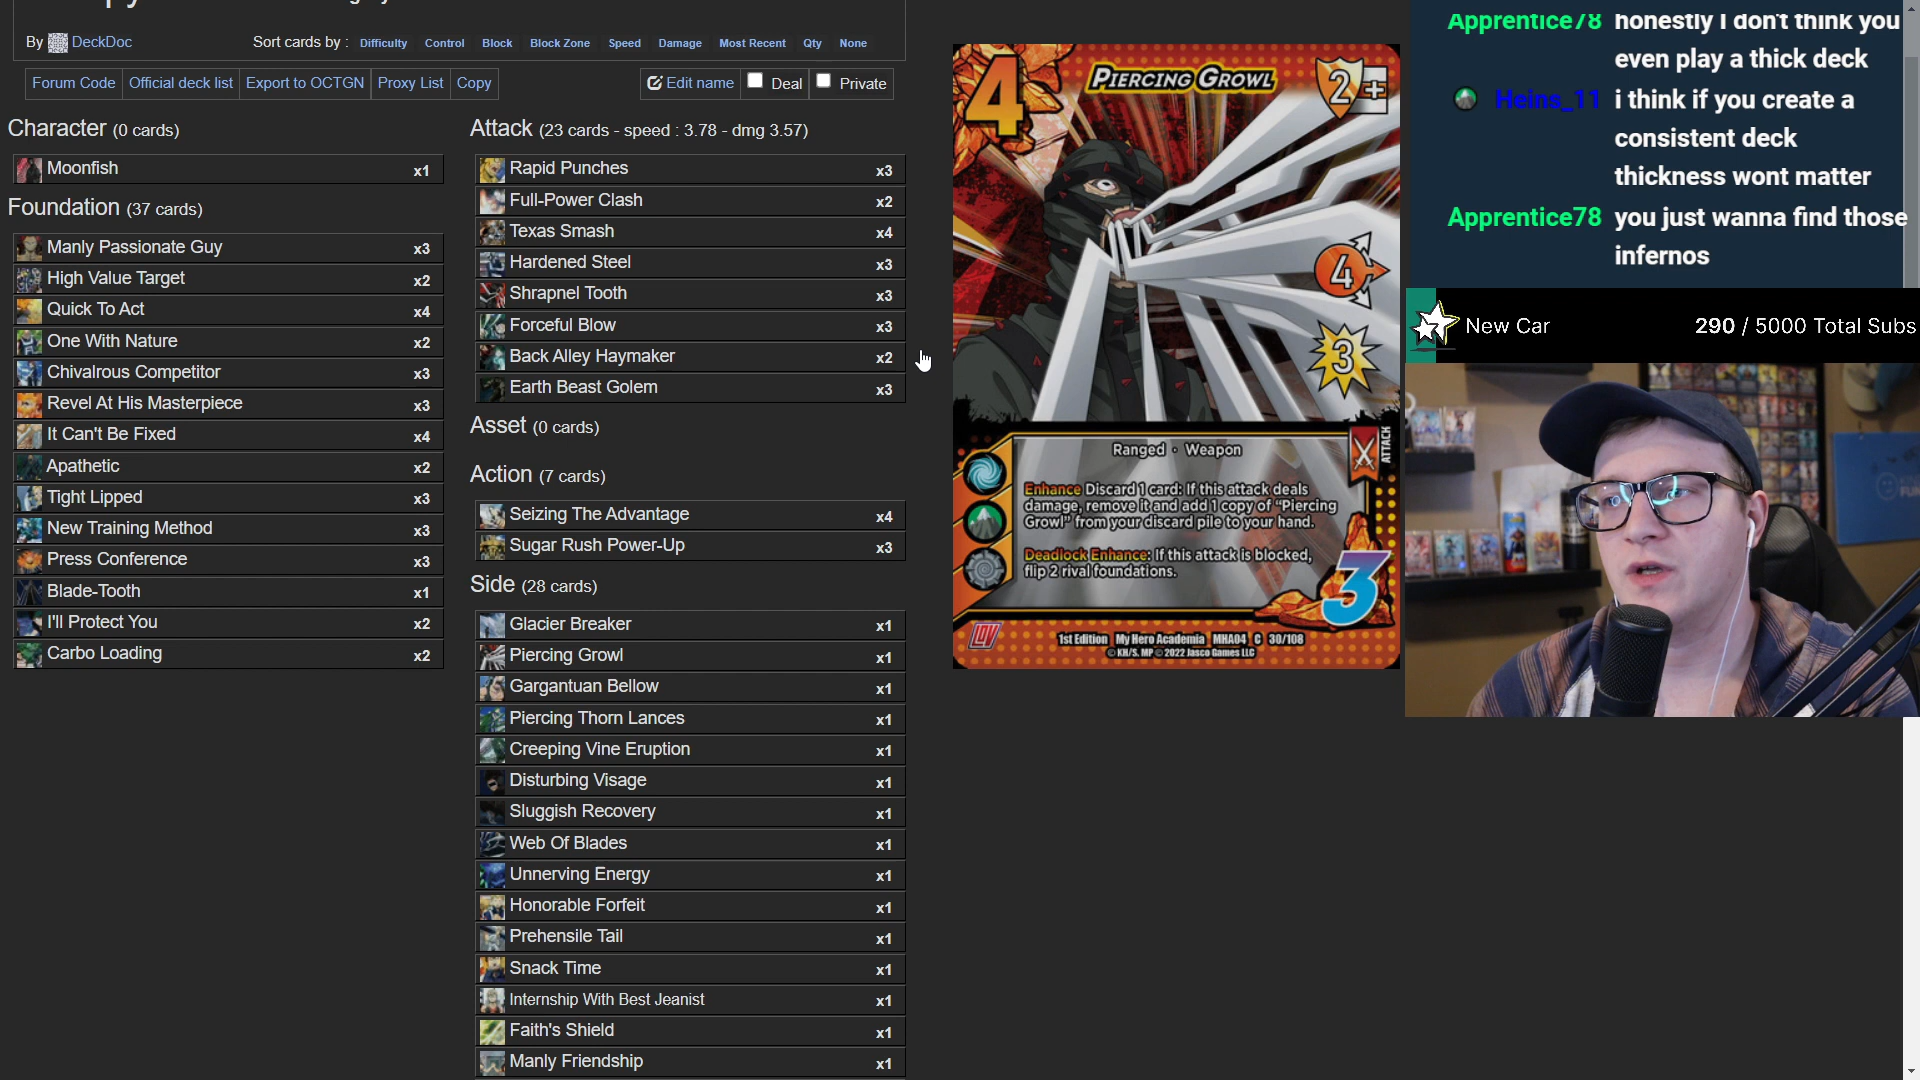 By DeckDoc
Sort cards by : Difficulty Control Block Block Zone Speed Damage Most Recent Qty None
Forum Code Official deck list Export to OCTGN Proxy List Copy
Edit name Deal Private
Character (0 cards)
Moonfish x1
Foundation (37 cards)
Manly Passionate Guy x3
High Value Target x2
Quick To Act x4
One With Nature x2
Chivalrous Competitor x3
Revel At His Masterpiece x3
It Can't Be Fixed x4
Apathetic x2
Tight Lipped x3
New Training Method x3
Press Conference x3
Blade-Tooth x1
I'll Protect You x2
Carbo Loading x2
Attack (23 cards - speed : 3.78 - dmg 3.57)
Rapid Punches x3
Full-Power Clash x2
Texas Smash x4
Hardened Steel x3
Shrapnel Tooth x3
Forceful Blow x3
Back Alley Haymaker x2
Earth Beast Golem x3
Asset (0 cards)
Action (7 cards)
Seizing The Advantage x4
Sugar Rush Power-Up x3
Side (28 cards)
Glacier Breaker x1
Piercing Growl x1
Gargantuan Bellow x1
Piercing Thorn Lances x1
Creeping Vine Eruption x1
Disturbing Visage x1
Sluggish Recovery x1
Web Of Blades x1
Unnerving Energy x1
Honorable Forfeit x1
Prehensile Tail x1
Snack Time x1
Internship With Best Jeanist x1
Faith's Shield x1
Manly Friendship x1
4
PIERCING GROWL
2+
4
3
ATTACK
Ranged • Weapon
Enhance Discard 1 card: If this attack deals
damage, remove it and add 1 copy of "Piercing
Growl" from your discard pile to your hand.
Deadlock Enhance: If this attack is blocked,
flip 2 rival foundations.
3
LOV
1st Edition My Hero Academia MHA04 C 30/108
© KH/S. MP © 2022 Jasco Games LLC
Apprentice78 honestly I don't think you
even play a thick deck
Heins_11 i think if you create a
consistent deck
thickness wont matter
Apprentice78 you just wanna find those
infernos
New Car 290 / 5000 Total Subs